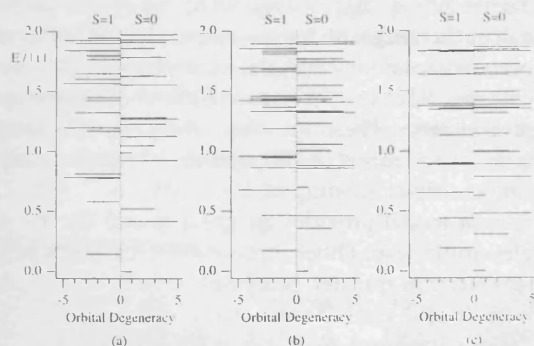 S=1 S=0 S=1 S=0 S=1 S=0
2.0 2.0 2.0
E/|t|
1.5 1.5 1.5
1.0 1.0 1.0
0.5 0.5 0.5
0.0 0.0 0.0
-5 0 5 -5 0 5 -5 0 5
Orbital Degeneracy Orbital Degeneracy Orbital Degeneracy
(a) (b) (c)